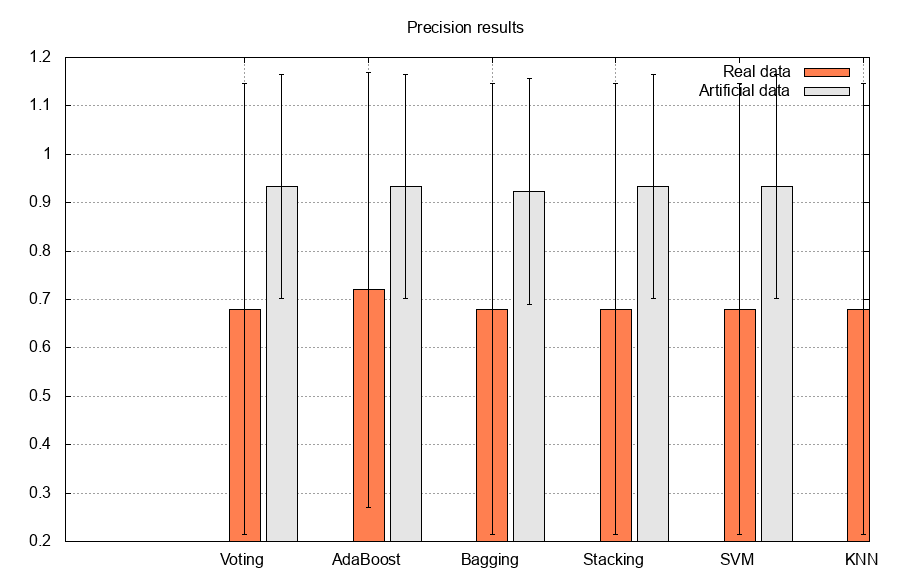 Precision results
1.2
1.1
1
0.9
0.8
0.7
0.6
0.5
0.4
0.3
0.2
Real data
Artificial data
Voting AdaBoost Bagging Stacking SVM KNN